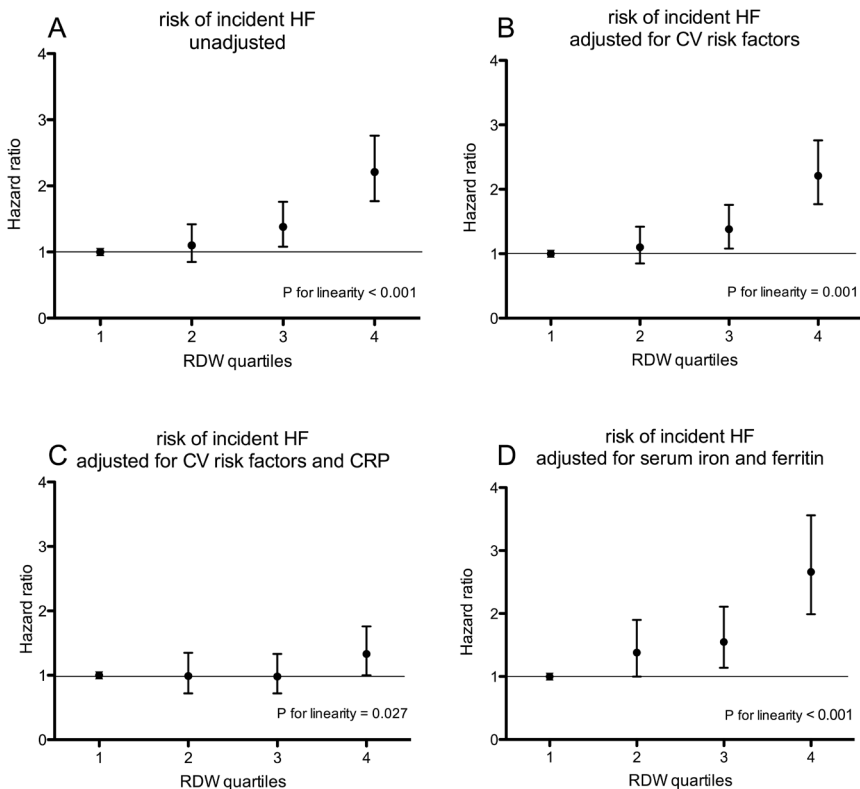 A
risk of incident HF
unadjusted
Hazard ratio
4
3
2
1
0
P for linearity < 0.001
1 2 3 4
RDW quartiles
B
risk of incident HF
adjusted for CV risk factors
Hazard ratio
4
3
2
1
0
P for linearity = 0.001
1 2 3 4
RDW quartiles
C
risk of incident HF
adjusted for CV risk factors and CRP
Hazard ratio
4
3
2
1
0
P for linearity = 0.027
1 2 3 4
RDW quartiles
D
risk of incident HF
adjusted for serum iron and ferritin
Hazard ratio
4
3
2
1
0
P for linearity < 0.001
1 2 3 4
RDW quartiles